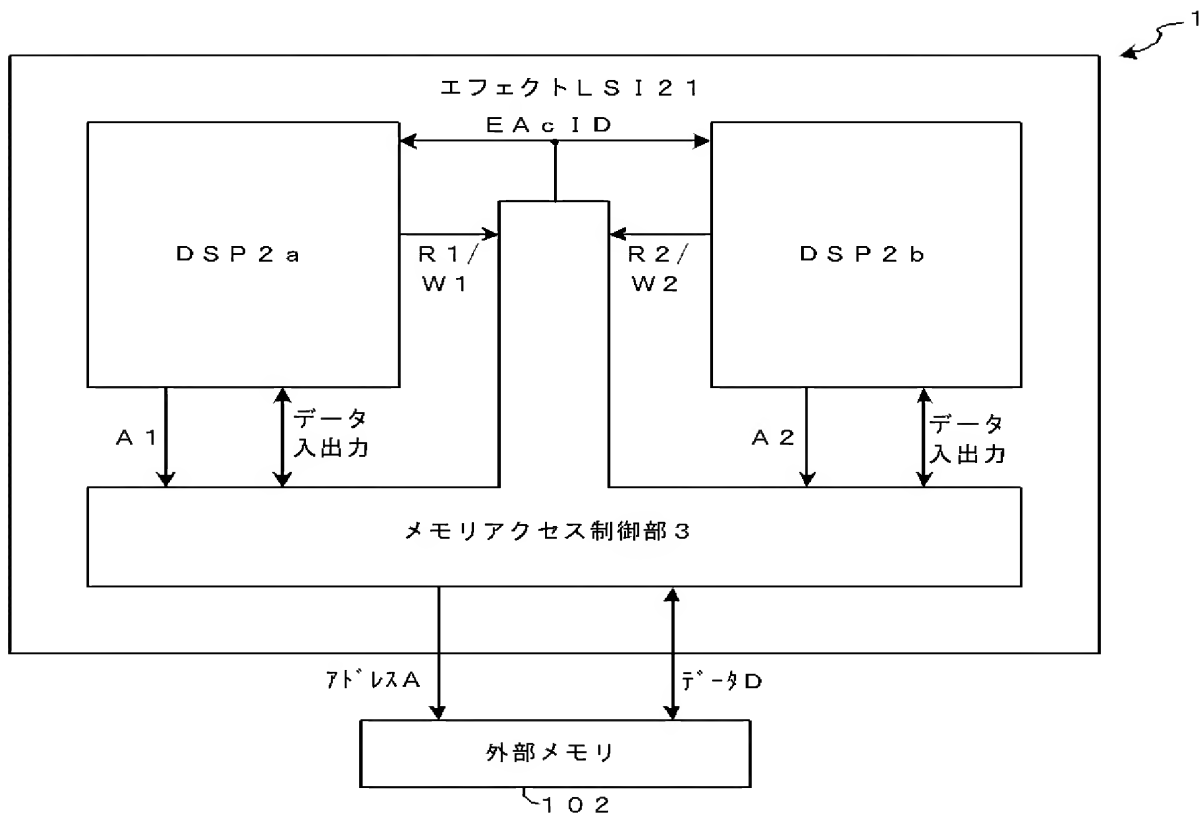 1
エフェクトLSI21
EAcID
DSP2a
R1/
W1
R2/
W2
DSP2b
A1
データ
入出力
A2
データ
入出力
メモリアクセス制御部3
アドレスA
データD
外部メモリ
102